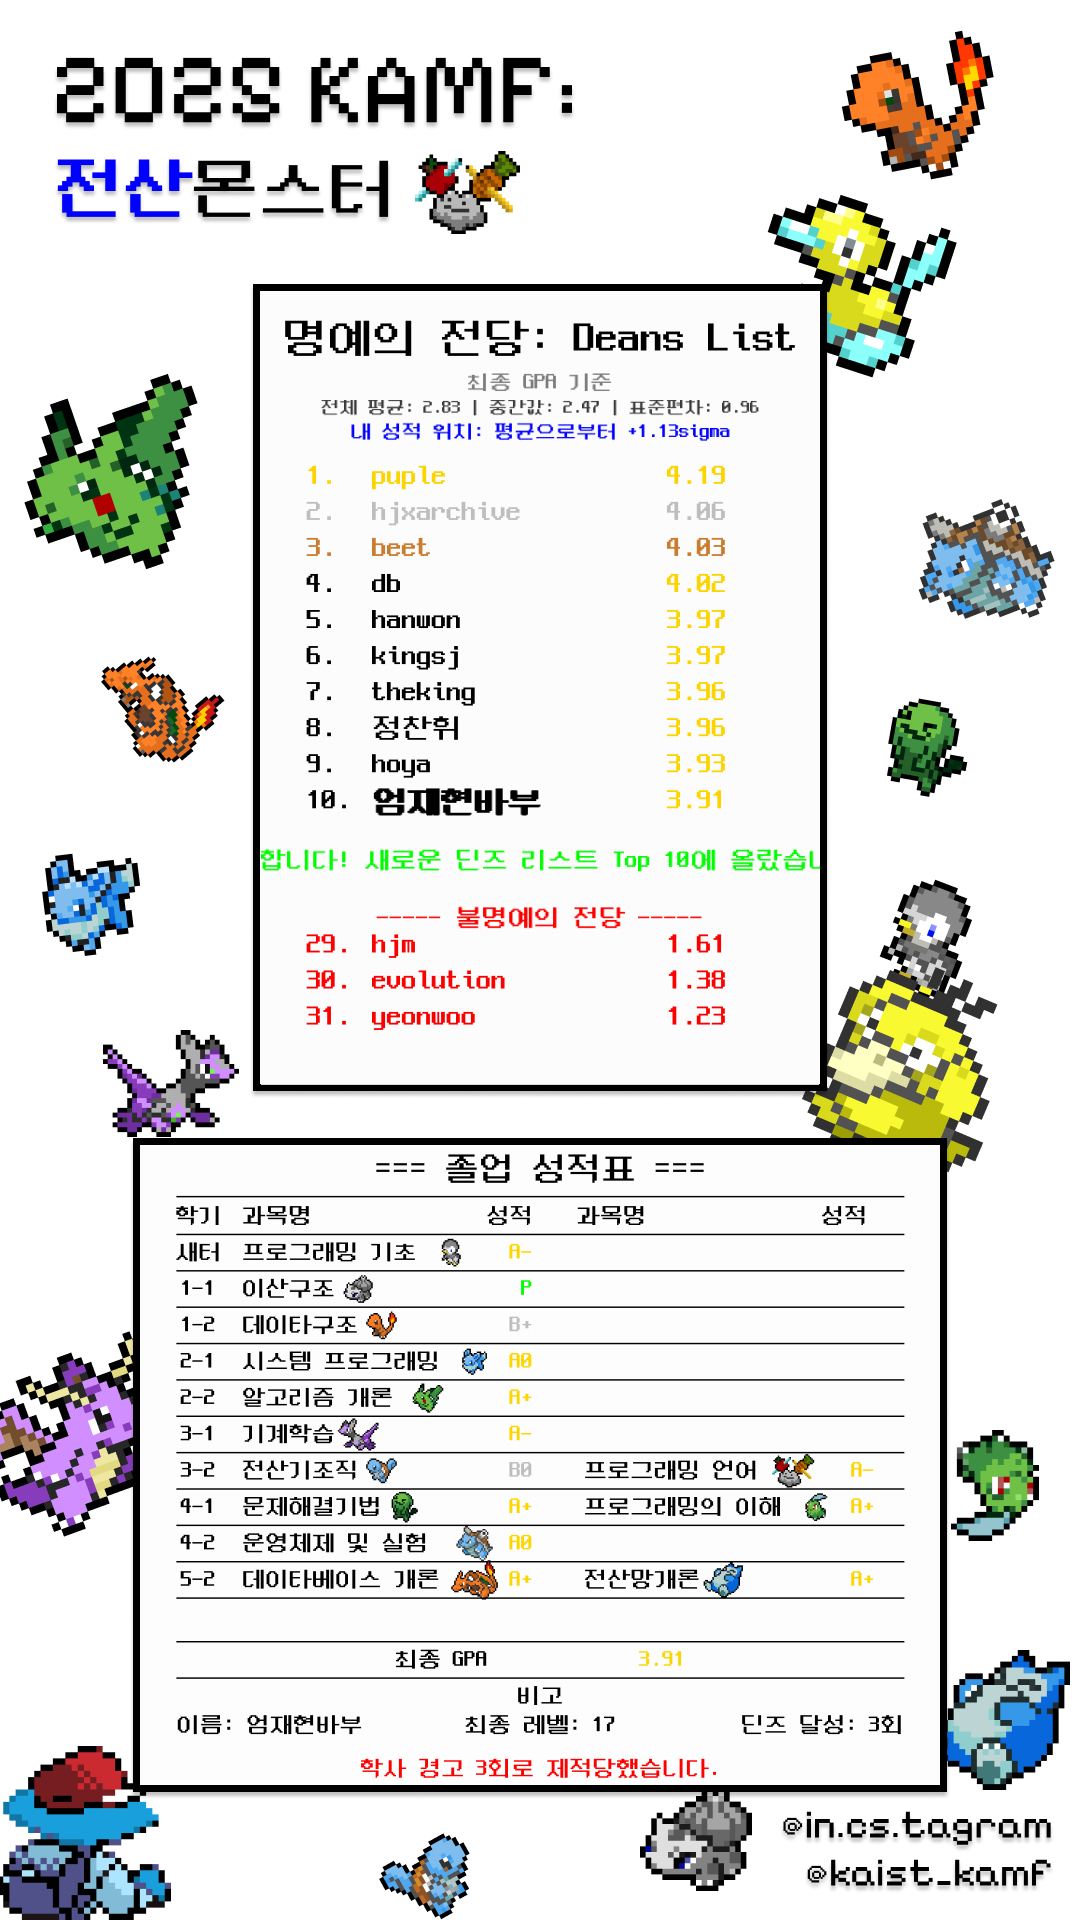 2025 KAMF:
전산몬스터
명예의 전당: Deans List
최종 GPA 기준
전체 평균: 2.83 | 중간값: 2.47 | 표준편차: 0.96
내 성적 위치: 평균으로부터 +1.13sigma
1. puple 4.19
2. hjxarchive 4.06
3. beet 4.03
4. db 4.02
5. hanwon 3.97
6. kingsj 3.97
7. theking 3.96
8. 정찬휘 3.96
9. hoya 3.93
10. 엄재현바부 3.91
합니다! 새로운 딘즈 리스트 Top 10에 올랐습니
----- 불명예의 전당 -----
29. hjm 1.61
30. evolution 1.38
31. yeonwoo 1.23
=== 졸업 성적표 ===
학기 과목명 성적 과목명 성적
새터 프로그래밍 기초 A-
1-1 이산구조 P
1-2 데이타구조 B+
2-1 시스템 프로그래밍 A0
2-2 알고리즘 개론 A+
3-1 기계학습 A-
3-2 전산기조직 B0 프로그래밍 언어 A-
4-1 문제해결기법 A+ 프로그래밍의 이해 A+
4-2 운영체제 및 실험 A0
5-2 데이타베이스 개론 A+ 전산망개론 A+
최종 GPA 3.91
비고
이름: 엄재현바부 최종 레벨: 17 딘즈 달성: 3회
학사 경고 3회로 제적당했습니다.
@in.cs.tagram
@kaist_kamf